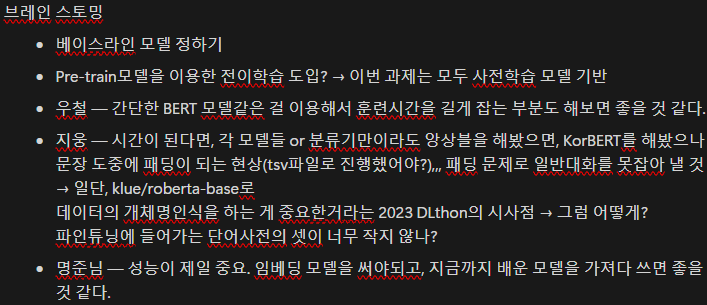 브레인 스토밍
• 베이스라인 모델 정하기
• Pre-train모델을 이용한 전이학습 도입? → 이번 과제는 모두 사전학습 모델 기반
• 우철 — 간단한 BERT 모델같은 걸 이용해서 훈련시간을 길게 잡는 부분도 해보면 좋을 것 같다.
• 지웅 — 시간이 된다면, 각 모델들 or 분류기만이라도 앙상블을 해봤으면, KorBERT를 해봤으나
문장 도중에 패딩이 되는 현상(tsv파일로 진행했어야?),,, 패딩 문제로 일반대화를 못잡아 낼 것
→ 일단, klue/roberta-base로
데이터의 개체명인식을 하는 게 중요한거라는 2023 DLthon의 시사점 → 그럼 어떻게?
파인튜닝에 들어가는 단어사전의 셋이 너무 작지 않나?
• 명준님 — 성능이 제일 중요. 임베딩 모델을 써야되고, 지금까지 배운 모델을 가져다 쓰면 좋을
것 같다.